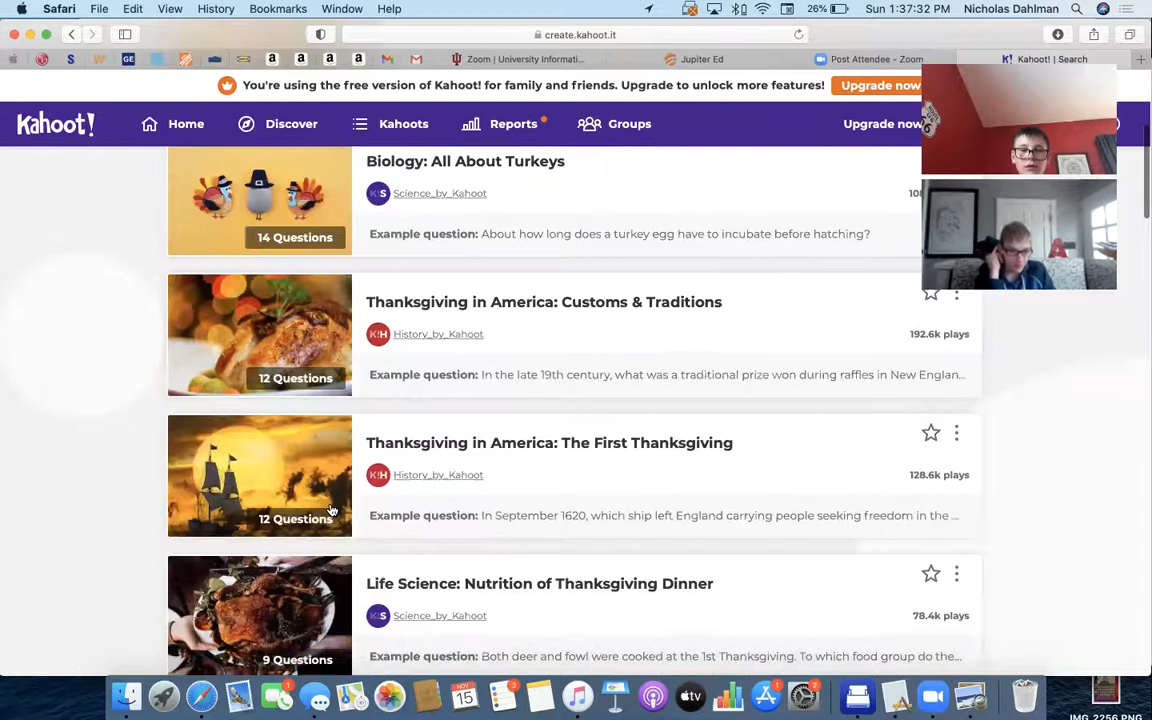 Safari File Edit View History Bookmarks Window Help 26% Sun 1:37:32 Nicholas Dahlman
create.kahoot.it
Zoom | University Informati... Jupiter Ed Post Attendee - Zoom K! Kahoot! | Search
You're using the free version of Kahoot! for family and friends. Upgrade to unlock more features! Upgrade now
Kahoot! Home Discover Kahoots Reports Groups Upgrade now
Biology: All About Turkeys
K!S Science_by_Kahoot
14 Questions
Example question: About how long does a turkey egg have to incubate before hatching?
Thanksgiving in America: Customs & Traditions
K!H History_by_Kahoot 192.6k plays
12 Questions
Example question: In the late 19th century, what was a traditional prize won during raffles in New Englan...
Thanksgiving in America: The First Thanksgiving
K!H History_by_Kahoot 128.6k plays
12 Questions
Example question: In September 1620, which ship left England carrying people seeking freedom in the ...
Life Science: Nutrition of Thanksgiving Dinner
K!S Science_by_Kahoot 78.4k plays
9 Questions
Example question: Both deer and fowl were cooked at the 1st Thanksgiving. To which food group do the...
NOV
15
tv
IMG_2256.PNG